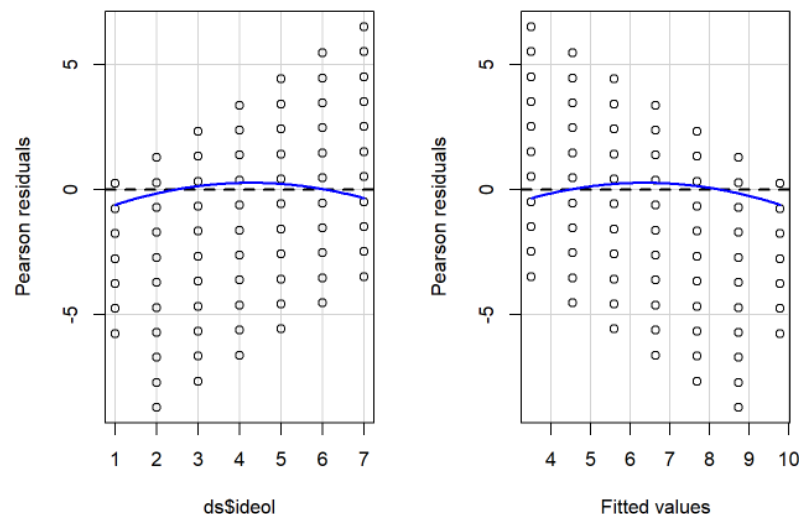 Pearson residuals
5
0
-5
1 2 3 4 5 6 7
ds$ideol
Pearson residuals
5
0
-5
4 5 6 7 8 9 10
Fitted values